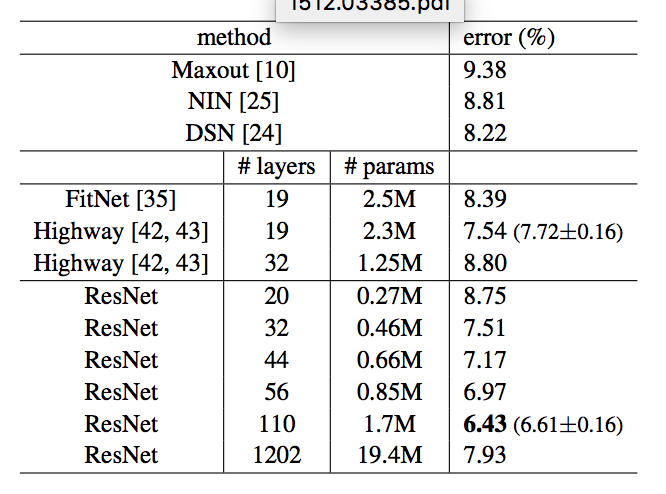 1512.03385.pdf
method error (%)
Maxout [10] 9.38
NIN [25] 8.81
DSN [24] 8.22
# layers # params
FitNet [35] 19 2.5M 8.39
Highway [42, 43] 19 2.3M 7.54 (7.72±0.16)
Highway [42, 43] 32 1.25M 8.80
ResNet 20 0.27M 8.75
ResNet 32 0.46M 7.51
ResNet 44 0.66M 7.17
ResNet 56 0.85M 6.97
ResNet 110 1.7M 6.43 (6.61±0.16)
ResNet 1202 19.4M 7.93